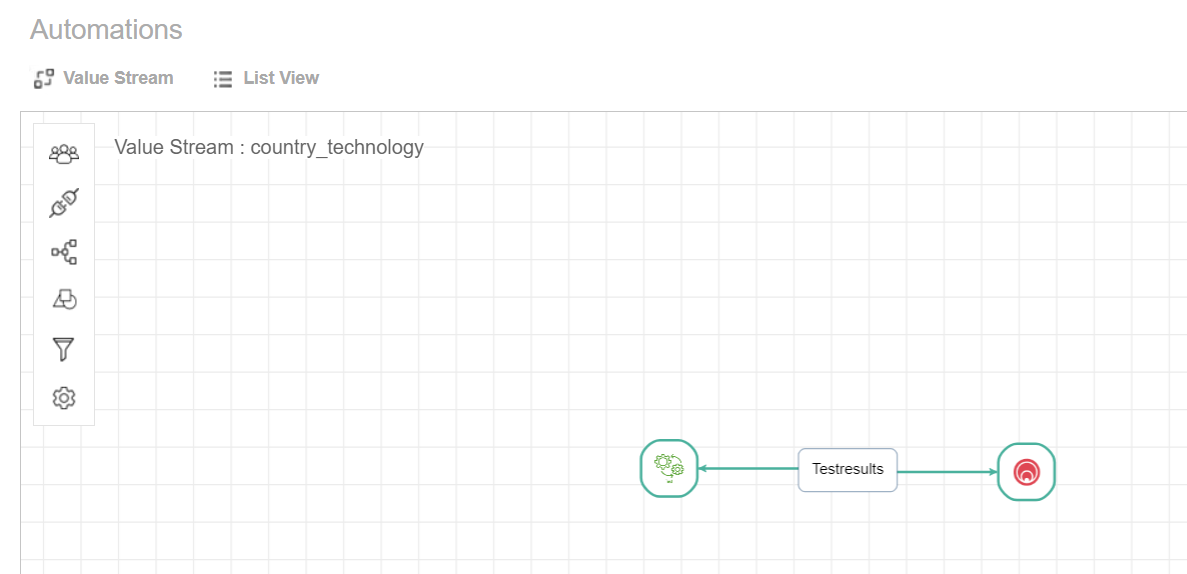 Automations
Value Stream
List View
Value Stream : country_technology
Testresults